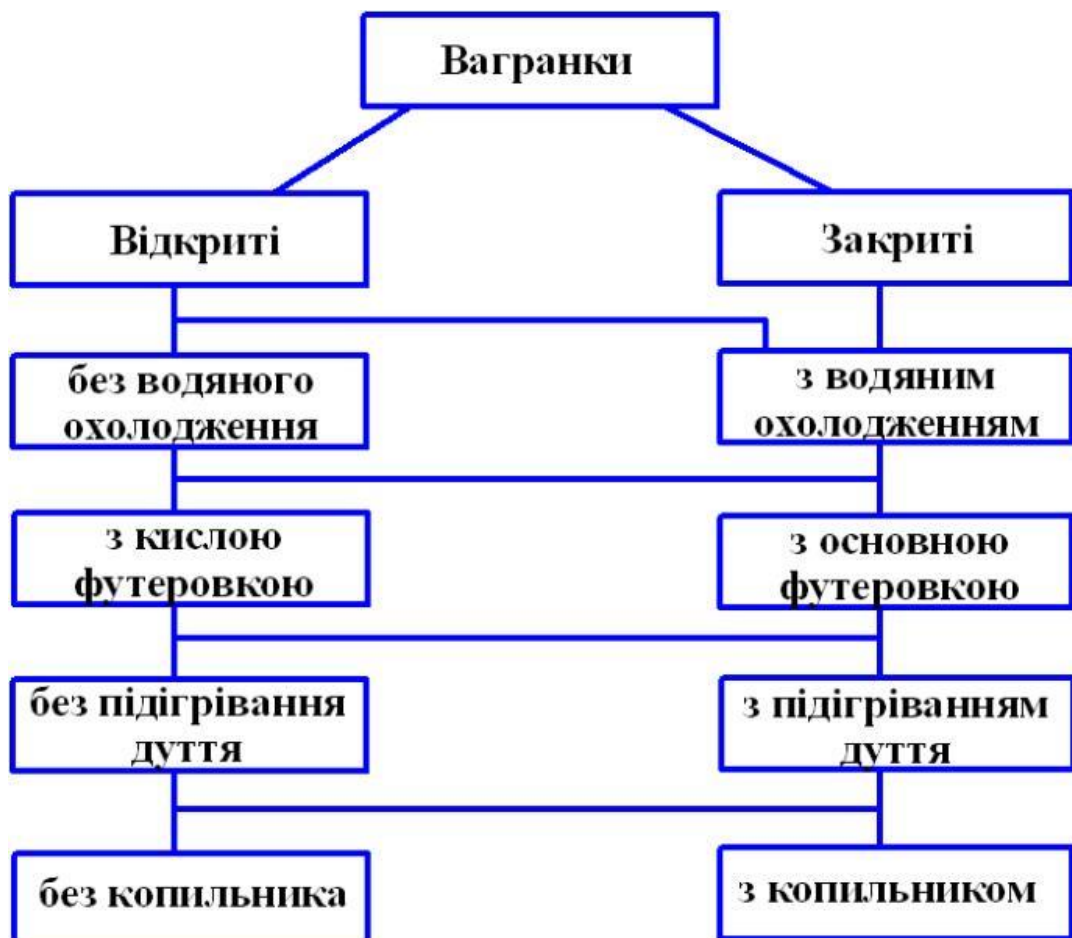 Вагранки
Відкриті
Закриті
без водяного
охолодження
з водяним
охолодженням
з кислою
футеровкою
з основною
футеровкою
без підігрівання
дуття
з підігріванням
дуття
без копильника
з копильником